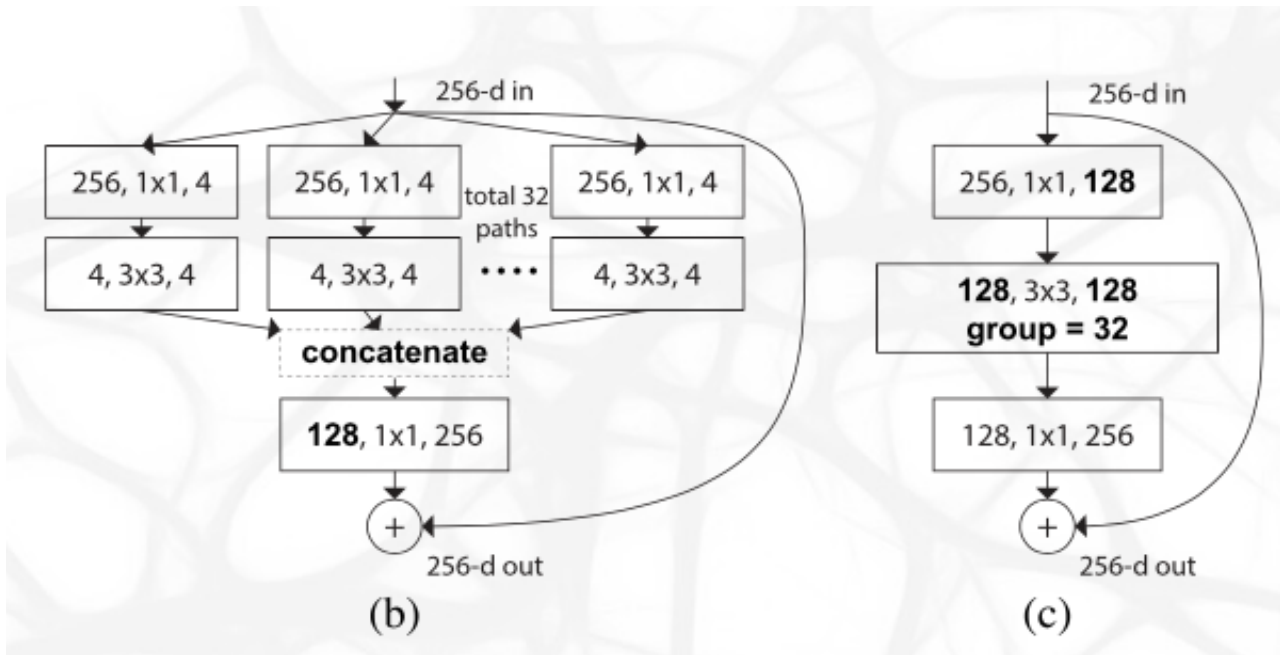 256-d in
256, 1x1, 4
256, 1x1, 4
total 32
paths
256, 1x1, 4
4, 3x3, 4
4, 3x3, 4
....
4, 3x3, 4
concatenate
128, 1x1, 256
+
256-d out
(b)
256-d in
256, 1x1, 128
128, 3x3, 128
group = 32
128, 1x1, 256
+
256-d out
(c)